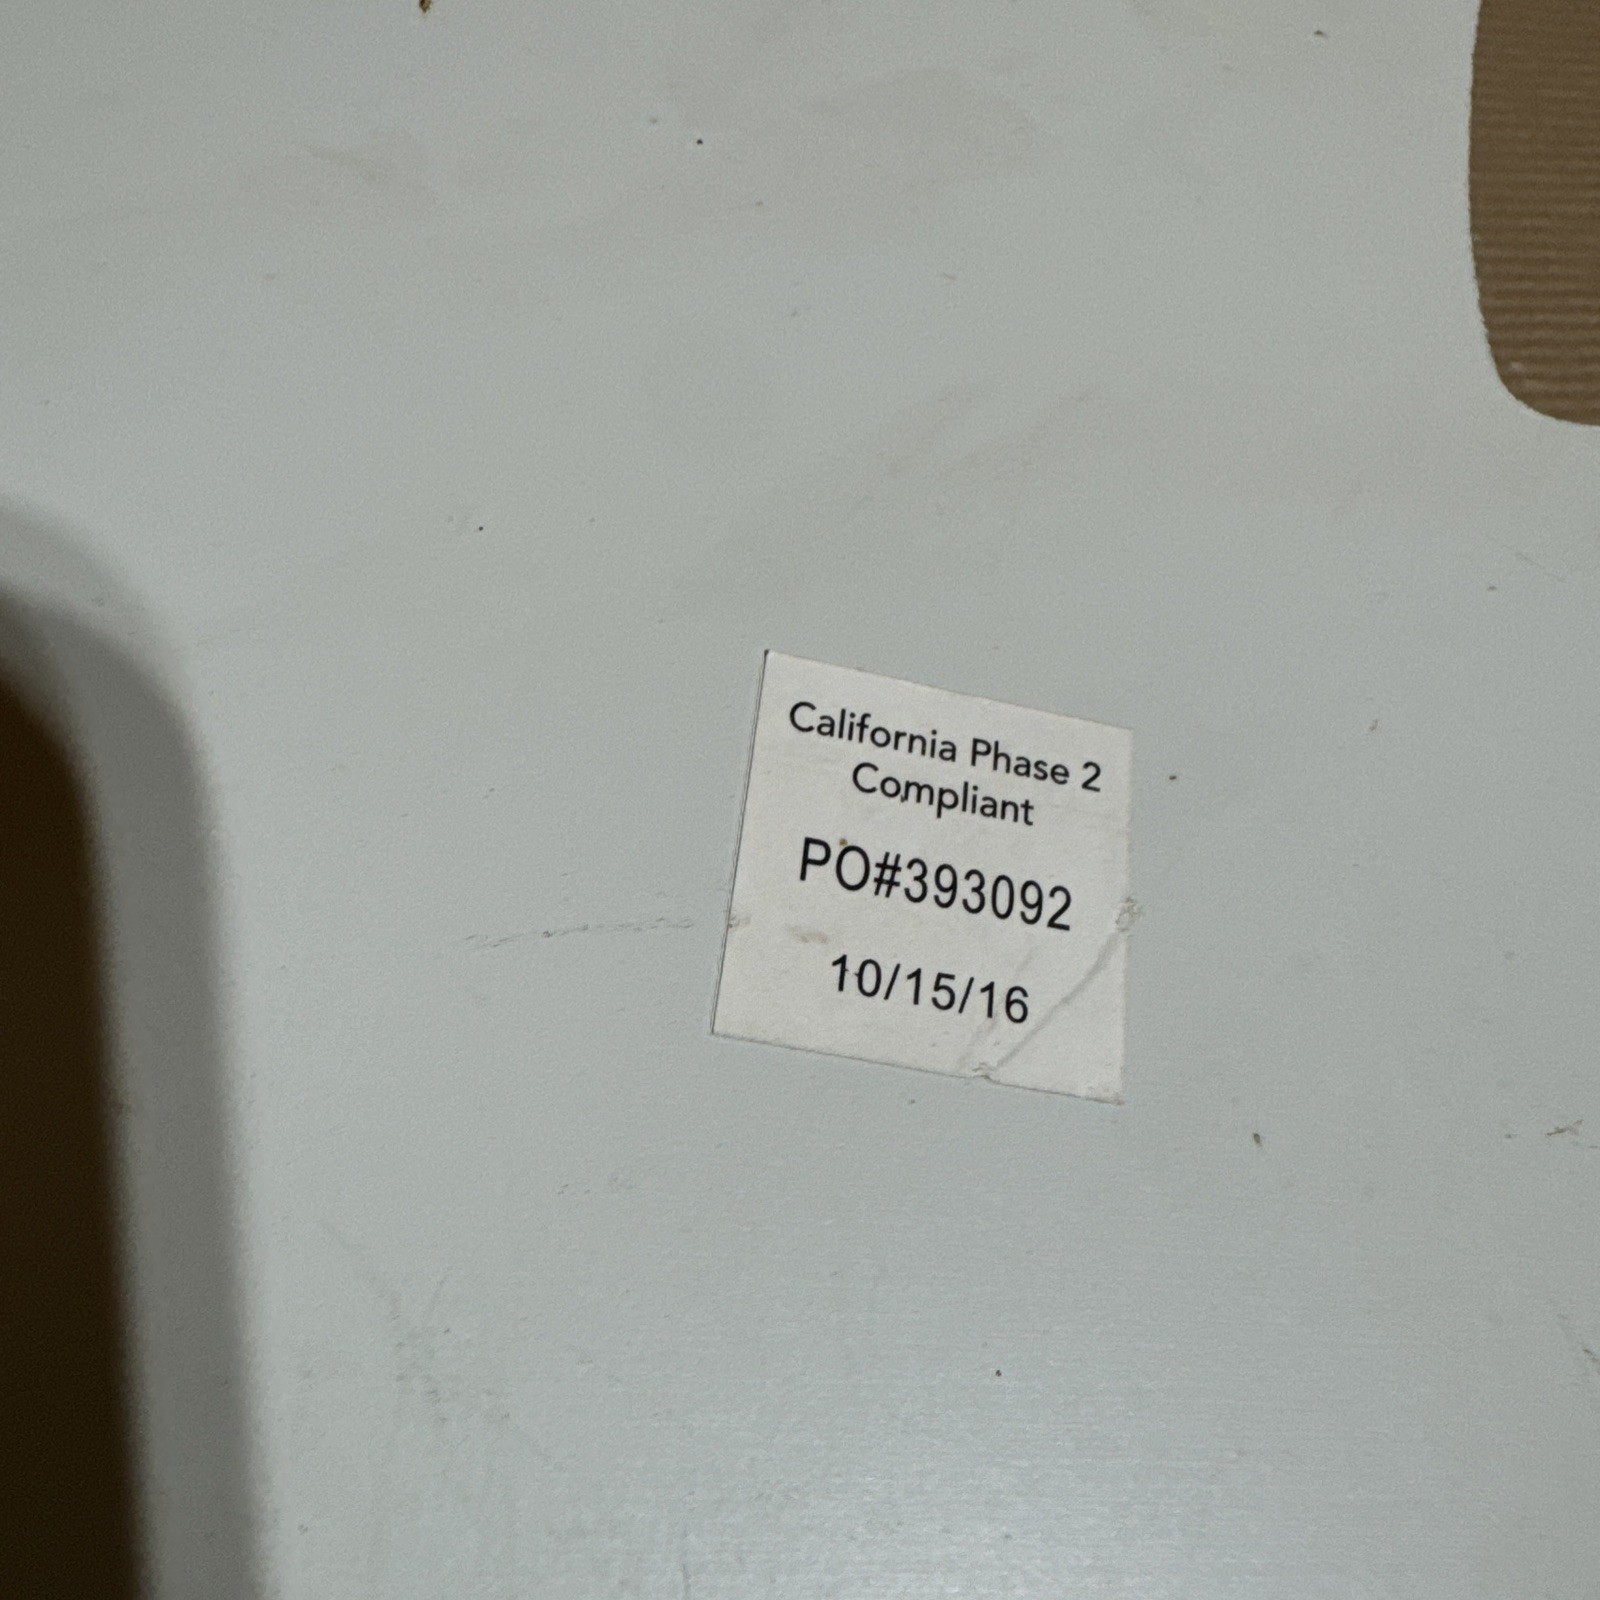 California Phase 2
Compliant
PO#393092
10/15/16